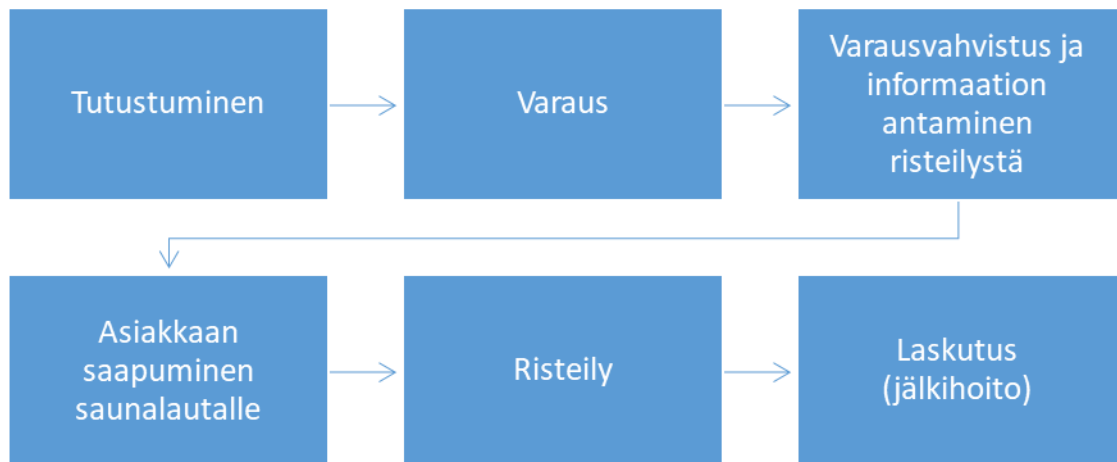 Tutustuminen
Varaus
Varausvahvistus ja
informaation
antaminen
risteilystä
Asiakkaan
saapuminen
saunalautalle
Risteily
Laskutus
(jälkihoito)